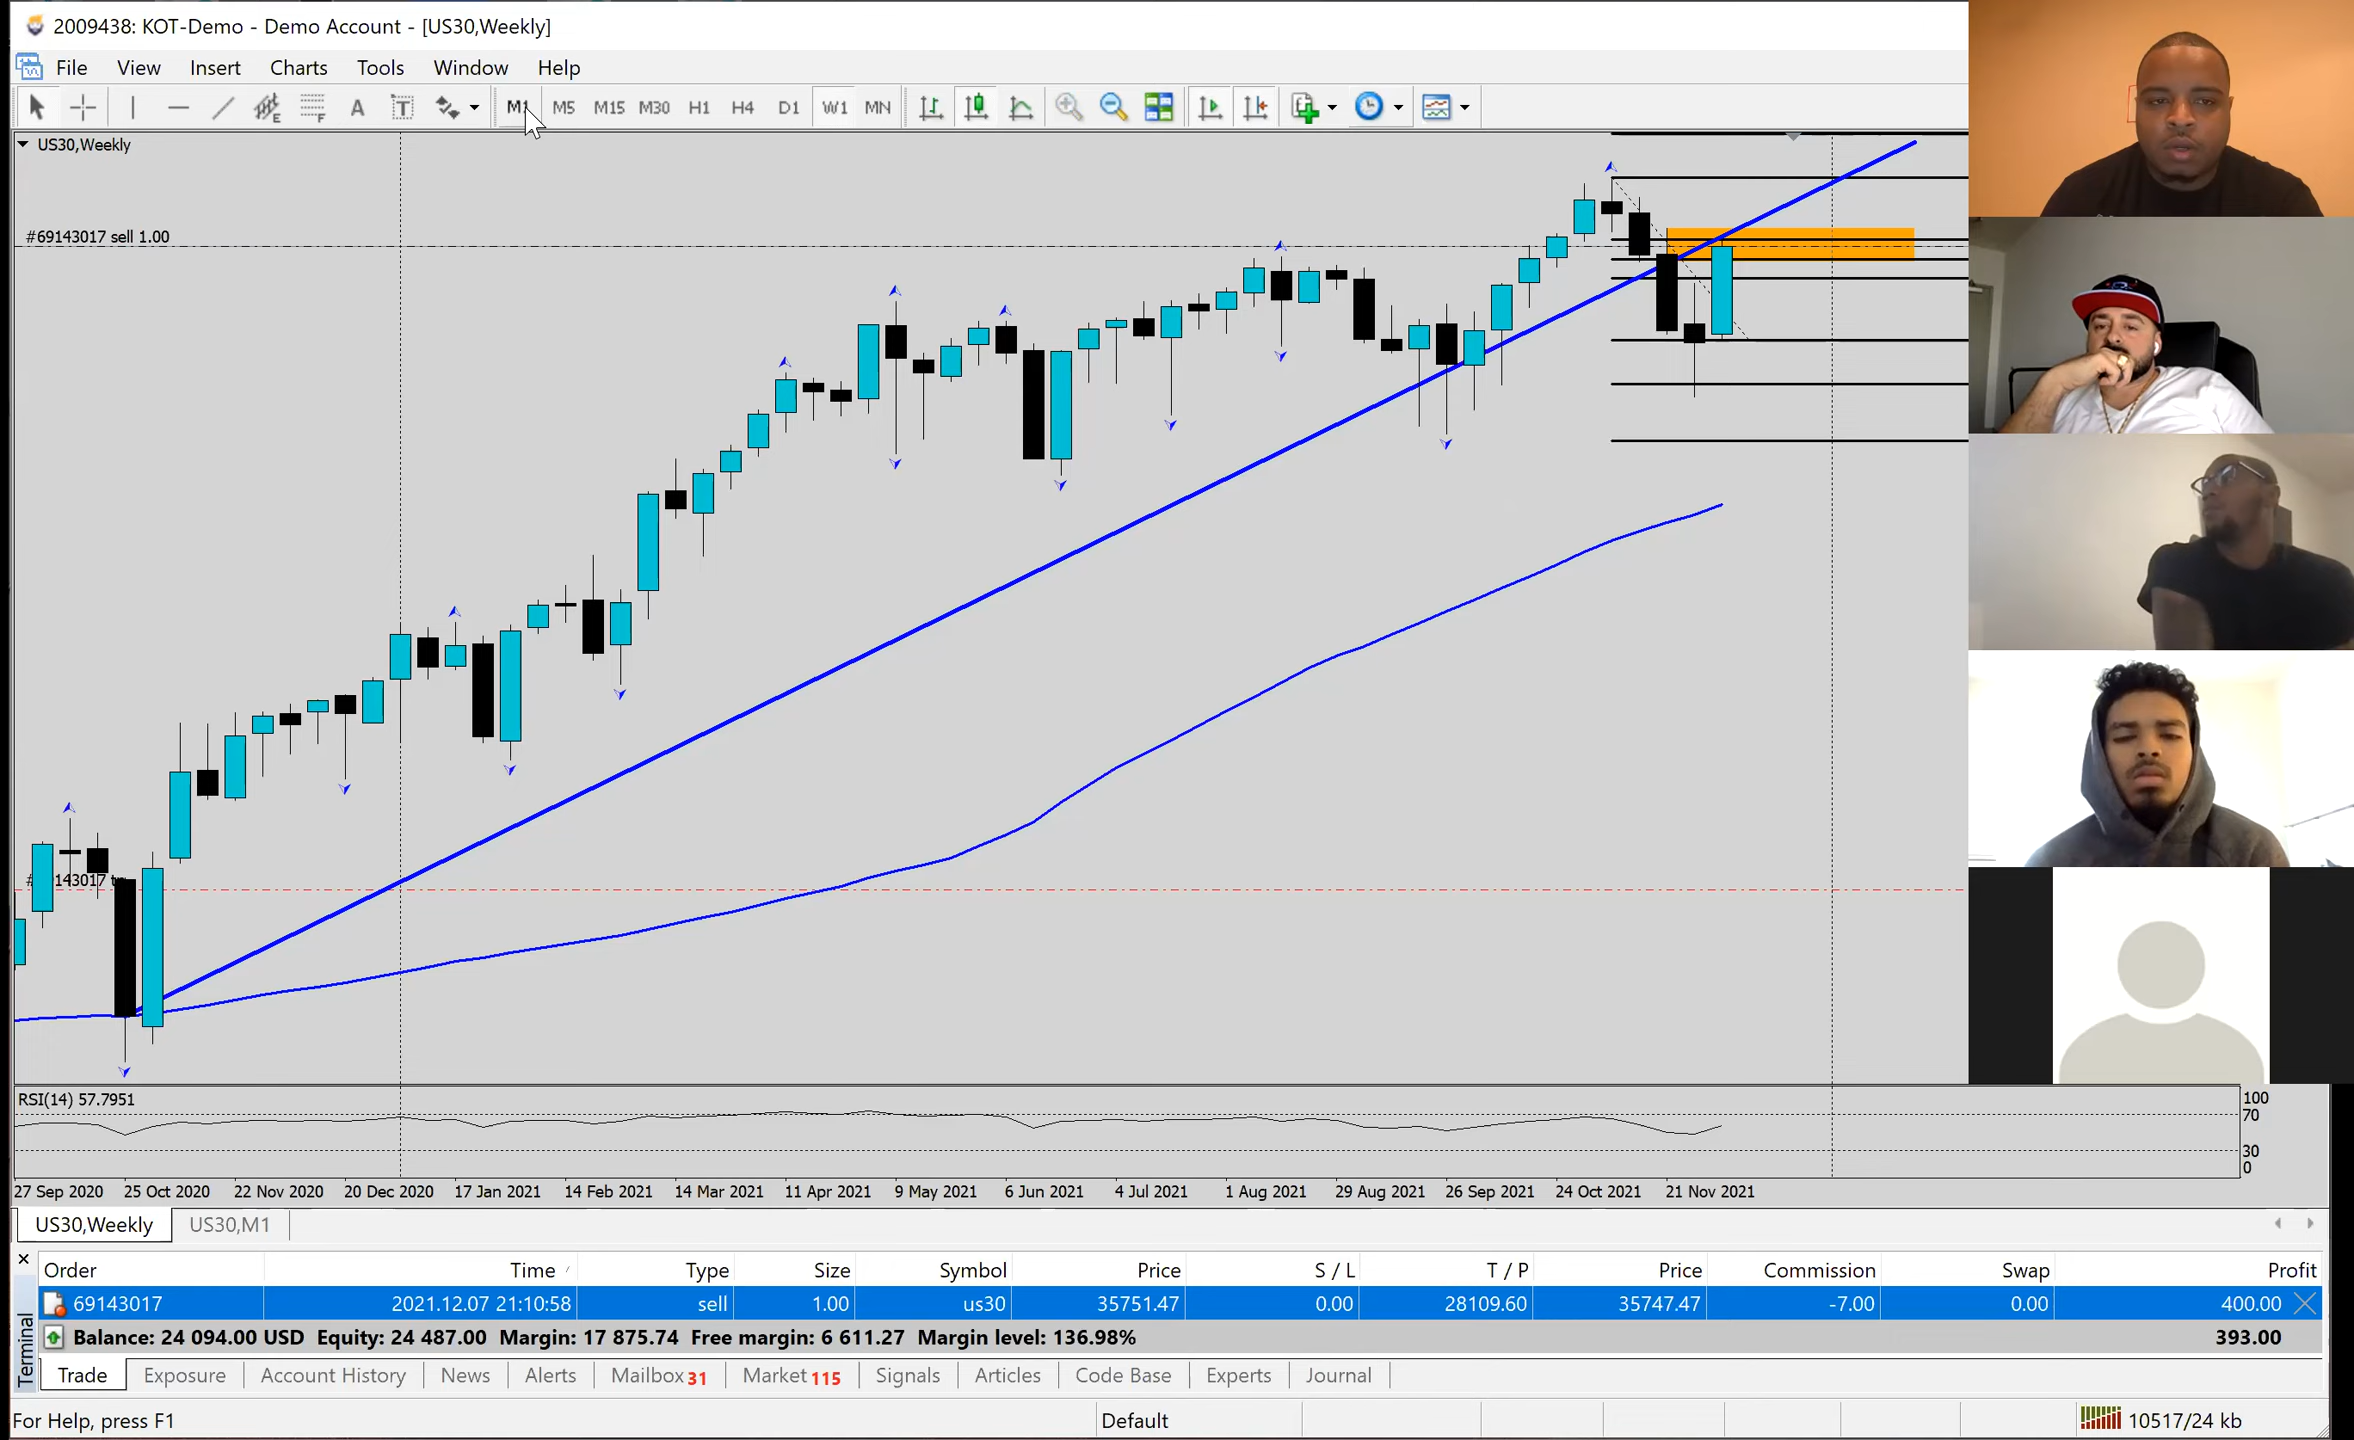 2009438: KOT-Demo - Demo Account - [US30,Weekly]
File View Insert Charts Tools Window Help
A T M1 M5 M15 M30 H1 H4 D1 W1 MN
US30,Weekly
#69143017 sell 1.00
RSI(14) 57.7951
100
70
30
0
27 Sep 2020 25 Oct 2020 22 Nov 2020 20 Dec 2020 17 Jan 2021 14 Feb 2021 14 Mar 2021 11 Apr 2021 9 May 2021 6 Jun 2021 4 Jul 2021 1 Aug 2021 29 Aug 2021 26 Sep 2021 24 Oct 2021 21 Nov 2021
US30,Weekly US30,M1
Order Time Type Size Symbol Price S / L T / P Price Commission Swap Profit
69143017 2021.12.07 21:10:58 sell 1.00 us30 35751.47 0.00 28109.60 35747.47 -7.00 0.00 400.00
Balance: 24 094.00 USD Equity: 24 487.00 Margin: 17 875.74 Free margin: 6 611.27 Margin level: 136.98% 393.00
Terminal
Trade Exposure Account History News Alerts Mailbox 31 Market 115 Signals Articles Code Base Experts Journal
For Help, press F1 Default 10517/24 kb